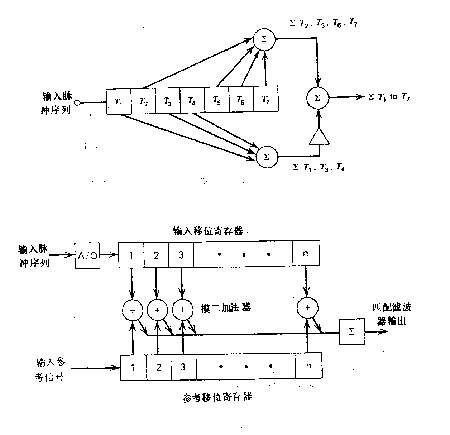 Σ T₂, T₅, T₆, T₇
Σ
输入脉
冲序列
T₁ T₂ T₃ T₄ T₅ T₆ T₇
Σ
Σ T₁ to T₇
Σ
Σ T₁, T₃, T₄
输入移位寄存器
输入脉
冲序列
A/D
1 2 3 • • • n
+ + + +
模二加法器
匹配滤波
器输出
Σ
输入参
考信号
1 2 3 • • • n
参考移位寄存器